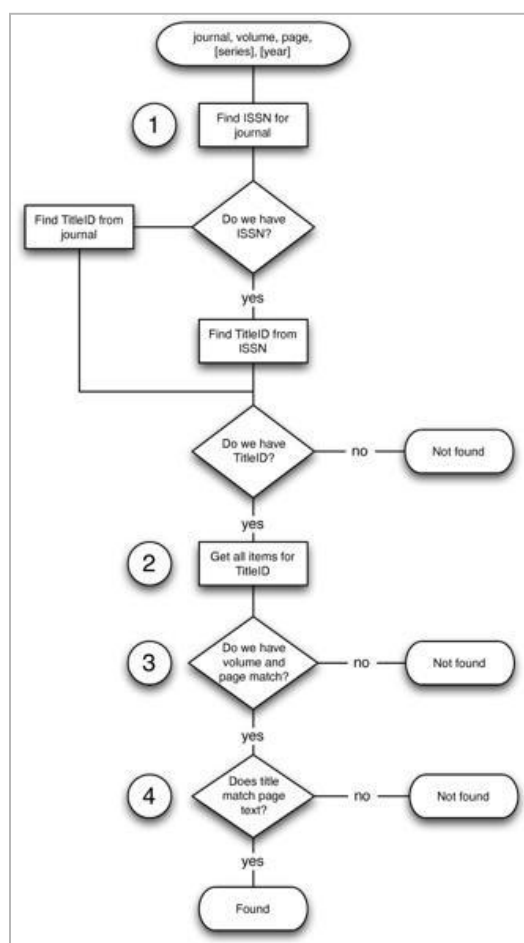 journal, volume, page,
[series], [year]
1
Find ISSN for
journal
Find TitleID from
journal
Do we have
ISSN?
yes
Find TitleID from
ISSN
Do we have
TitleID?
no
Not found
yes
2
Get all items for
TitleID
3
Do we have
volume and
page match?
no
Not found
yes
4
Does title
match page
text?
no
Not found
yes
Found